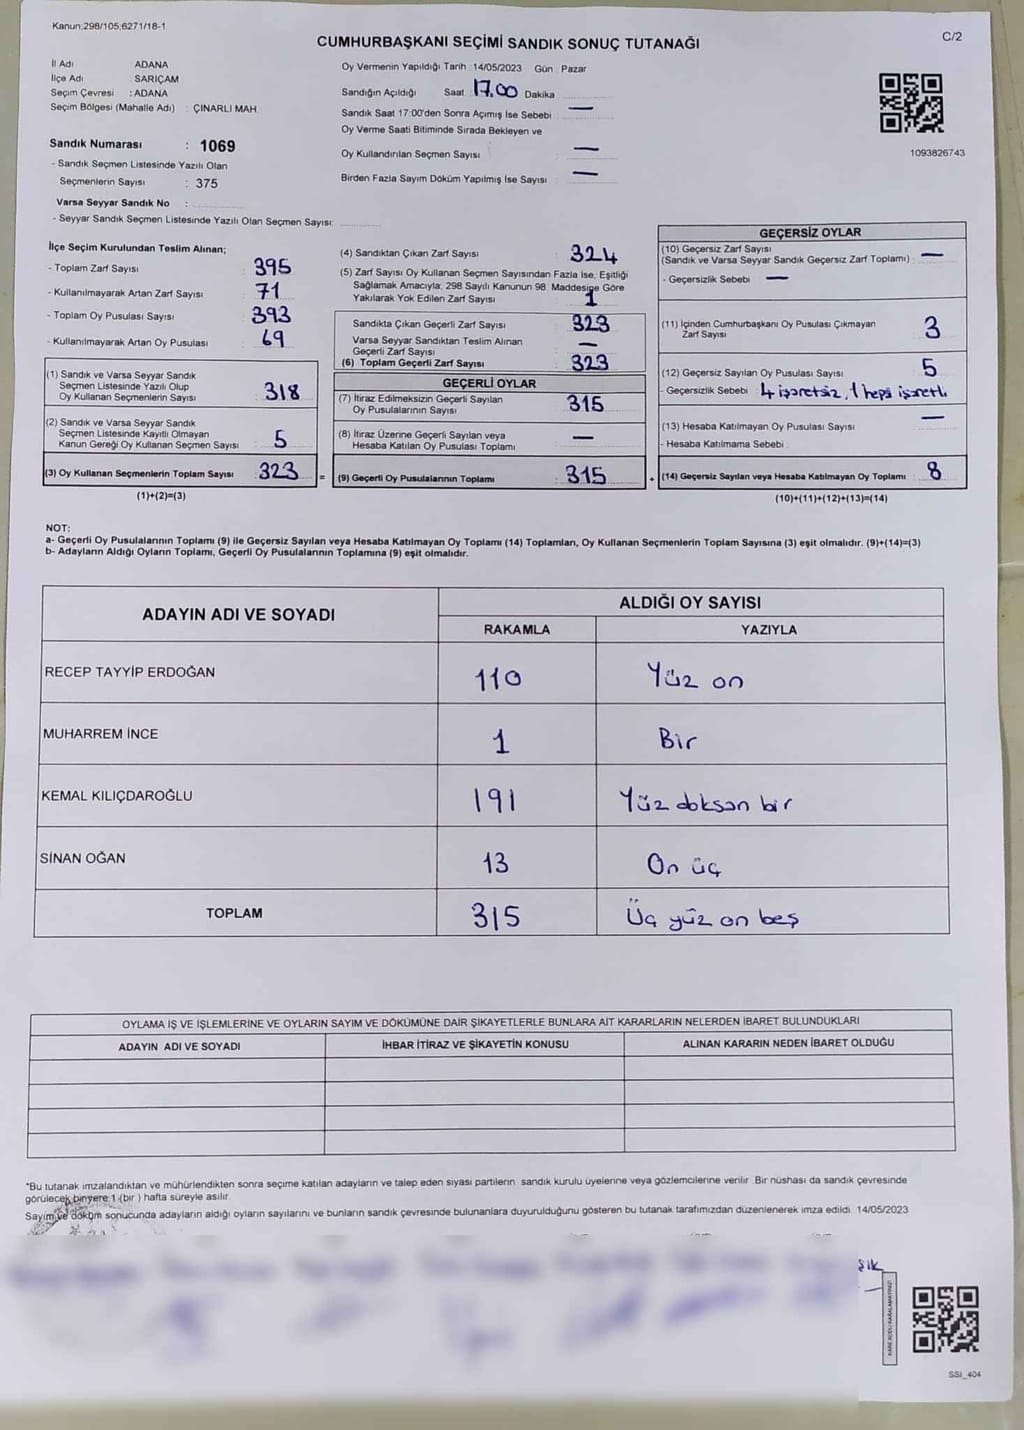 Kanun:298/105;6271/18-1
C/2
CUMHURBAŞKANI SEÇİMİ SANDIK SONUÇ TUTANAĞI
İl Adı : ADANA
İlçe Adı : SARIÇAM
Seçim Çevresi : ADANA
Seçim Bölgesi (Mahalle Adı) : ÇINARLI MAH.
Sandık Numarası : 1069
- Sandık Seçmen Listesinde Yazılı Olan
Seçmenlerin Sayısı : 375
Varsa Seyyar Sandık No :
- Seyyar Sandık Seçmen Listesinde Yazılı Olan Seçmen Sayısı:
Oy Vermenin Yapıldığı Tarih :14/05/2023 Gün : Pazar
Sandığın Açıldığı Saat : 17.00 Dakika
Sandık Saat 17:00'den Sonra Açımış İse Sebebi : —
Oy Verme Saati Bitiminde Sırada Bekleyen ve
Oy Kullandırılan Seçmen Sayısı : —
Birden Fazla Sayım Döküm Yapılmış İse Sayısı : —
1093826743
İlçe Seçim Kurulundan Teslim Alınan;
- Toplam Zarf Sayısı : 395
- Kullanılmayarak Artan Zarf Sayısı : 71
- Toplam Oy Pusulası Sayısı : 393
- Kullanılmayarak Artan Oy Pusulası : 69
(1) Sandık ve Varsa Seyyar Sandık
Seçmen Listesinde Yazılı Olup
Oy Kullanan Seçmenlerin Sayısı : 318
(2) Sandık ve Varsa Seyyar Sandık
Seçmen Listesinde Kayıtlı Olmayan
Kanun Gereği Oy Kullanan Seçmen Sayısı : 5
(3) Oy Kullanan Seçmenlerin Toplam Sayısı : 323
(1)+(2)=(3)
(4) Sandıktan Çıkan Zarf Sayısı : 324
(5) Zarf Sayısı Oy Kullanan Seçmen Sayısından Fazla İse, Eşitliği
Sağlamak Amacıyla; 298 Sayılı Kanunun 98. Maddesine Göre
Yakılarak Yok Edilen Zarf Sayısı : 1
Sandıkta Çıkan Geçerli Zarf Sayısı : 323
Varsa Seyyar Sandıktan Teslim Alınan
Geçerli Zarf Sayısı : —
(6) Toplam Geçerli Zarf Sayısı : 323
GEÇERLİ OYLAR
(7) İtiraz Edilmeksizin Geçerli Sayılan
Oy Pusulalarının Sayısı : 315
(8) İtiraz Üzerine Geçerli Sayılan veya
Hesaba Katılan Oy Pusulası Toplamı : —
= (9) Geçerli Oy Pusulalarının Toplamı : 315
GEÇERSİZ OYLAR
(10) Geçersiz Zarf Sayısı
(Sandık ve Varsa Seyyar Sandık Geçersiz Zarf Toplamı) : —
- Geçersizlik Sebebi : —
(11) İçinden Cumhurbaşkanı Oy Pusulası Çıkmayan
Zarf Sayısı : 3
(12) Geçersiz Sayılan Oy Pusulası Sayısı : 5
- Geçersizlik Sebebi : 4 işaretsiz, 1 hepsi işaretli
(13) Hesaba Katılmayan Oy Pusulası Sayısı : —
- Hesaba Katılmama Sebebi :
+ (14) Geçersiz Sayılan veya Hesaba Katılmayan Oy Toplamı : 8
(10)+(11)+(12)+(13)=(14)
NOT:
a- Geçerli Oy Pusulalarının Toplamı (9) ile Geçersiz Sayılan veya Hesaba Katılmayan Oy Toplamı (14) Toplamları, Oy Kullanan Seçmenlerin Toplam Sayısına (3) eşit olmalıdır. (9)+(14)=(3)
b- Adayların Aldığı Oyların Toplamı, Geçerli Oy Pusulalarının Toplamına (9) eşit olmalıdır.
ADAYIN ADI VE SOYADI
ALDIĞI OY SAYISI
RAKAMLA YAZIYLA
RECEP TAYYİP ERDOĞAN 110 Yüz on
MUHARREM İNCE 1 Bir
KEMAL KILIÇDAROĞLU 191 Yüz doksan bir
SİNAN OĞAN 13 On üç
TOPLAM 315 Üç yüz on beş
OYLAMA İŞ VE İŞLEMLERİNE VE OYLARIN SAYIM VE DÖKÜMÜNE DAİR ŞİKAYETLERLE BUNLARA AİT KARARLARIN NELERDEN İBARET BULUNDUKLARI
ADAYIN ADI VE SOYADI İHBAR İTİRAZ VE ŞİKAYETİN KONUSU ALINAN KARARIN NEDEN İBARET OLDUĞU
*Bu tutanak imzalandıktan ve mühürlendikten sonra seçime katılan adayların ve talep eden siyasi partilerin sandık kurulu üyelerine veya gözlemcilerine verilir. Bir nüshası da sandık çevresinde
görülecek bir yere 1 (bir) hafta süreyle asılır.
Sayım ve döküm sonucunda adayların aldığı oyların sayılarını ve bunların sandık çevresinde bulunanlara duyurulduğunu gösteren bu tutanak tarafımızdan düzenlenerek imza edildi. 14/05/2023
KARE KODU KARALAMAYINIZ!
SSI_404